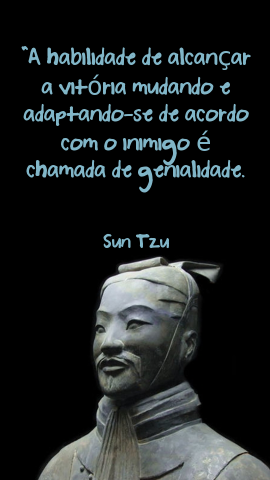 "A habilidade de alcançar
a vitória mudando e
adaptando-se de acordo
com o inimigo é
chamada de genialidade.
Sun Tzu